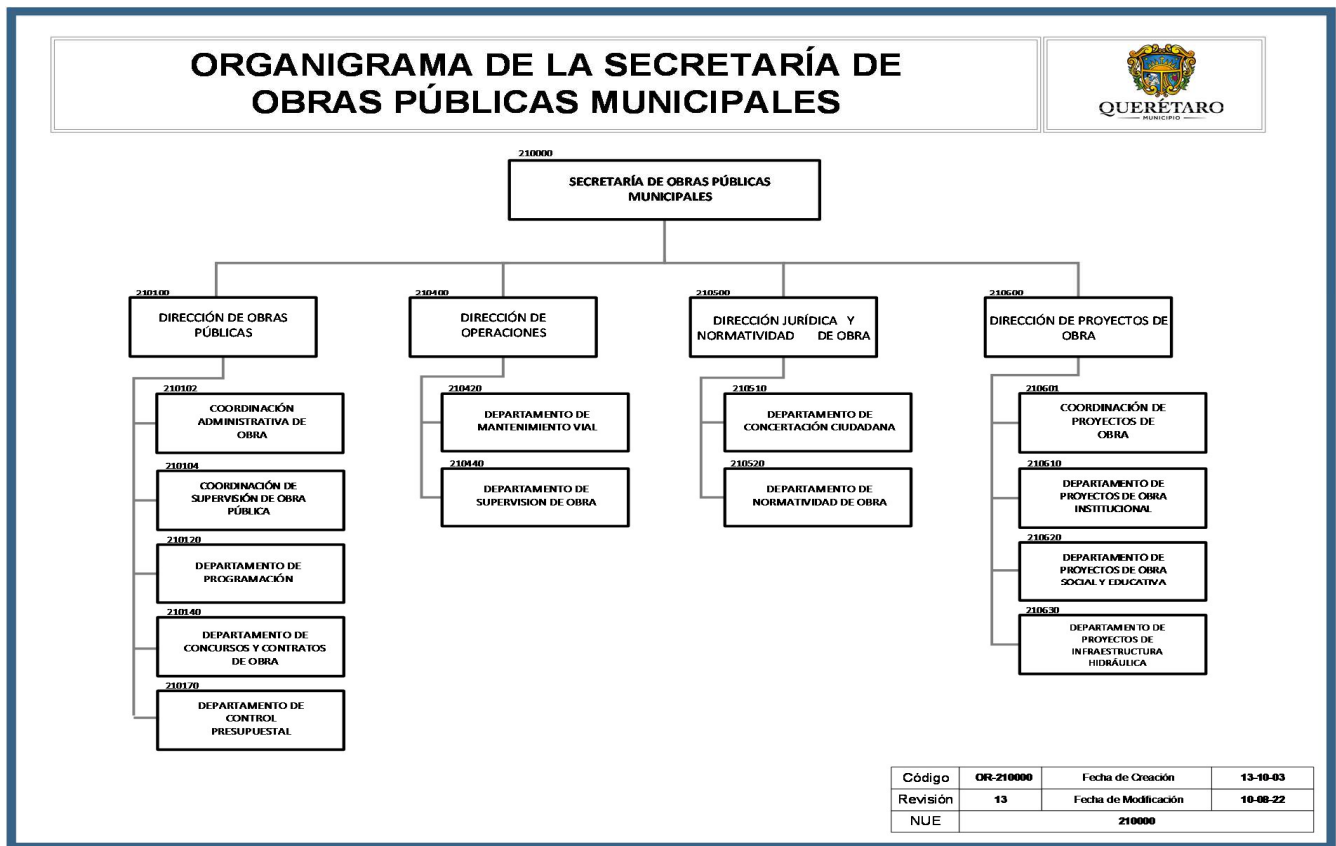 ORGANIGRAMA DE LA SECRETARÍA DE
OBRAS PÚBLICAS MUNICIPALES
QUERÉTARO
MUNICIPIO
210000
SECRETARÍA DE OBRAS PÚBLICAS
MUNICIPALES
210100
DIRECCIÓN DE OBRAS
PÚBLICAS
210102
COORDINACIÓN
ADMINISTRATIVA DE
OBRA
210104
COORDINACIÓN DE
SUPERVISIÓN DE OBRA
PÚBLICA
210120
DEPARTAMENTO DE
PROGRAMACIÓN
210140
DEPARTAMENTO DE
CONCURSOS Y CONTRATOS
DE OBRA
210170
DEPARTAMENTO DE
CONTROL
PRESUPUESTAL
210400
DIRECCIÓN DE
OPERACIONES
210420
DEPARTAMENTO DE
MANTENIMIENTO VIAL
210440
DEPARTAMENTO DE
SUPERVISION DE OBRA
210500
DIRECCIÓN JURÍDICA Y
NORMATIVIDAD DE OBRA
210510
DEPARTAMENTO DE
CONCERTACIÓN CIUDADANA
210520
DEPARTAMENTO DE
NORMATIVIDAD DE OBRA
210600
DIRECCIÓN DE PROYECTOS DE
OBRA
210601
COORDINACIÓN DE
PROYECTOS DE
OBRA
210610
DEPARTAMENTO DE
PROYECTOS DE OBRA
INSTITUCIONAL
210620
DEPARTAMENTO DE
PROYECTOS DE OBRA
SOCIAL Y EDUCATIVA
210630
DEPARTAMENTO DE
PROYECTOS DE
INFRAESTRUCTURA
HIDRÁULICA
Código OR-210000 Fecha de Creación 13-10-03
Revisión 13 Fecha de Modificación 10-08-22
NUE 210000